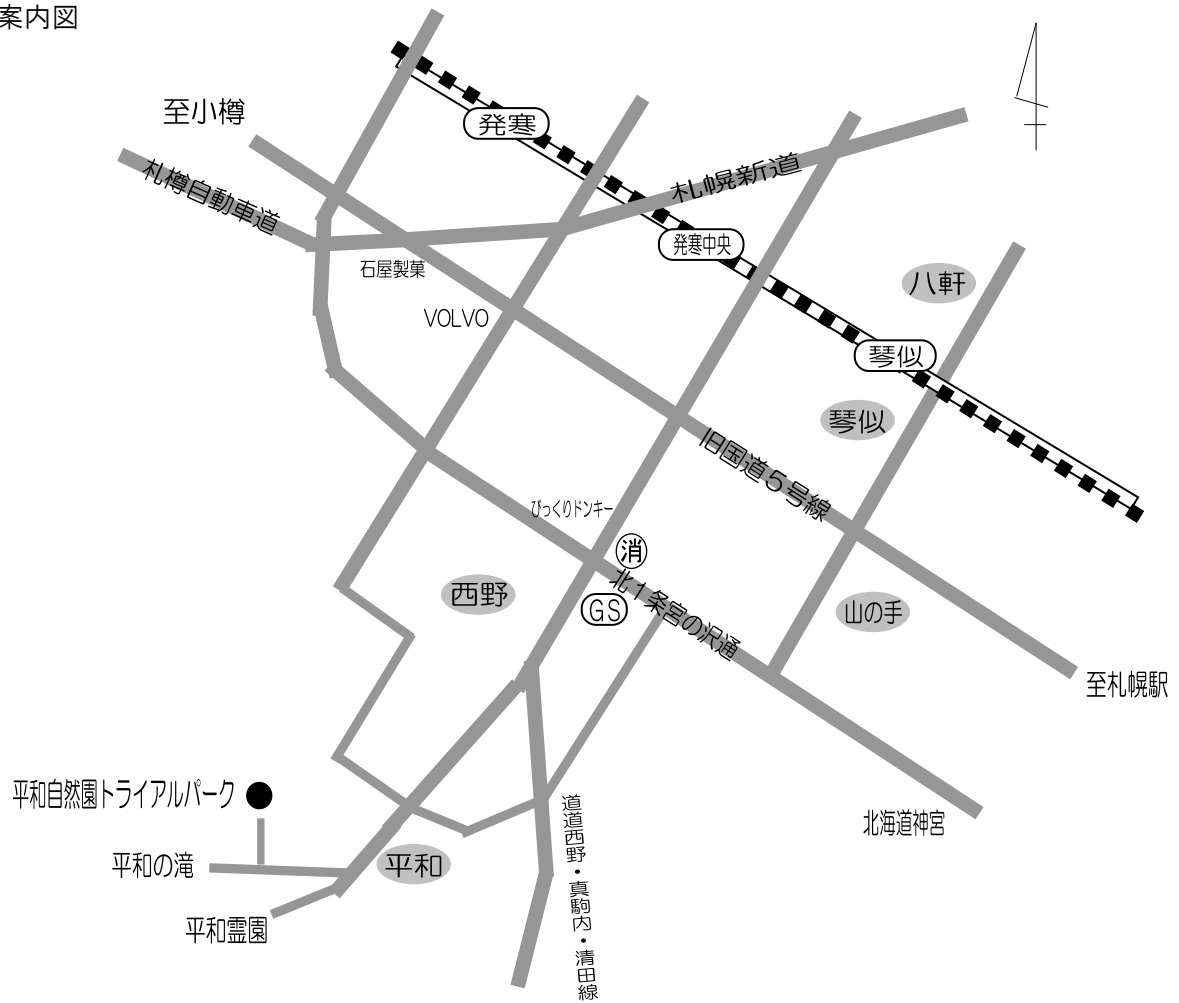 案内図
至小樽
発寒
札樽自動車道
札幌新道
発寒中央
石屋製菓
八軒
VOLVO
琴似
琴似
旧国道5号線
びっくりドンキー
消
北1条宮の沢通
西野
GS
山の手
至札幌駅
平和自然園トライアルパーク
道道西野・真駒内・清田線
北海道神宮
平和の滝
平和
平和霊園